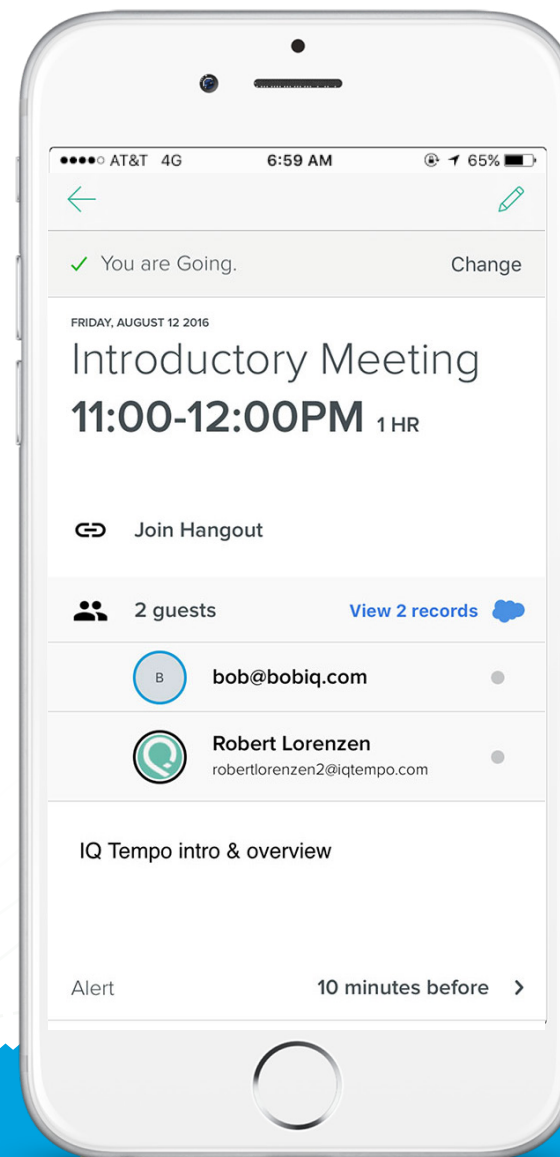 AT&T 4G 6:59 AM 65%
You are Going. Change
FRIDAY, AUGUST 12 2016
Introductory Meeting
11:00-12:00PM 1 HR
Join Hangout
2 guests View 2 records
B bob@bobiq.com
Robert Lorenzen
robertlorenzen2@iqtempo.com
IQ Tempo intro & overview
Alert 10 minutes before